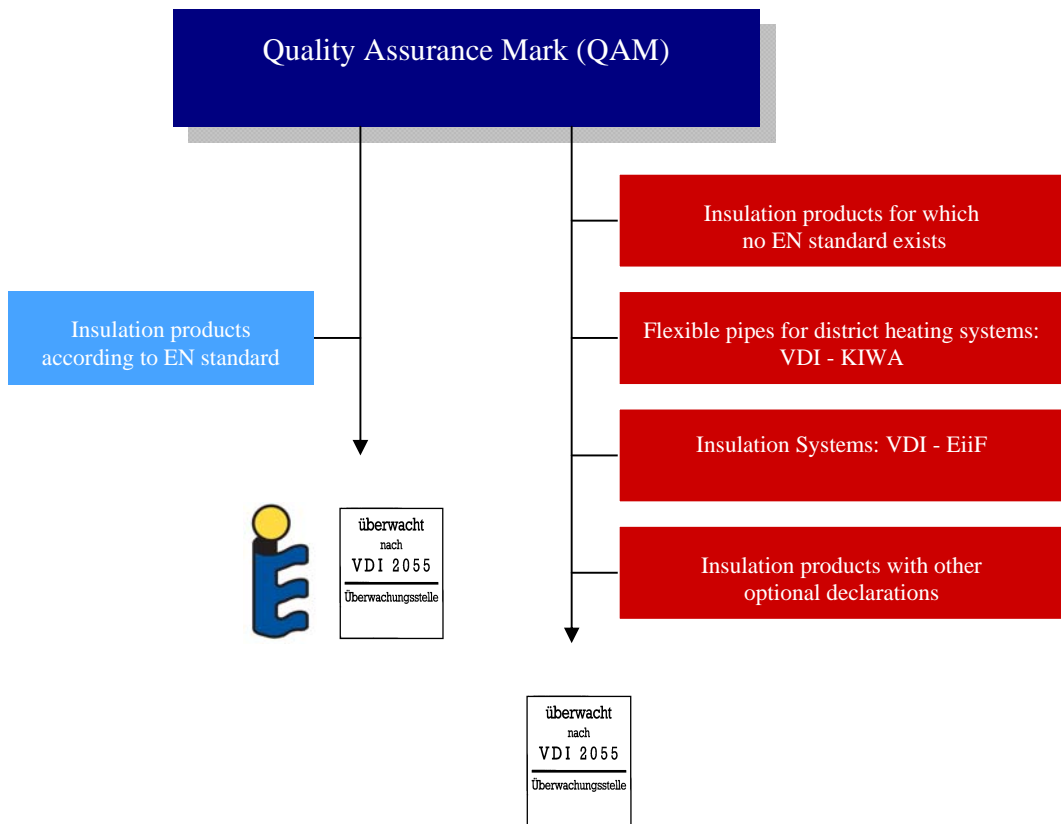 Quality Assurance Mark (QAM)
Insulation products for which
no EN standard exists
Insulation products
according to EN standard
Flexible pipes for district heating systems:
VDI - KIWA
Insulation Systems: VDI - EiiF
überwacht
nach
VDI 2055
Überwachungsstelle
Insulation products with other
optional declarations
überwacht
nach
VDI 2055
Überwachungsstelle